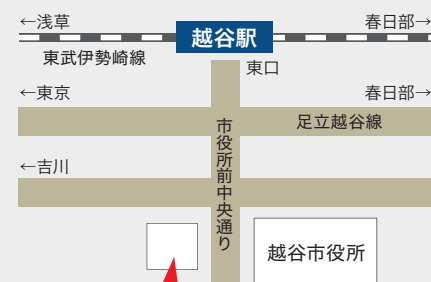 ←浅草
春日部→
越谷駅
東武伊勢崎線
東口
←東京
春日部→
足立越谷線
市役所前中央通り
←吉川
越谷市役所